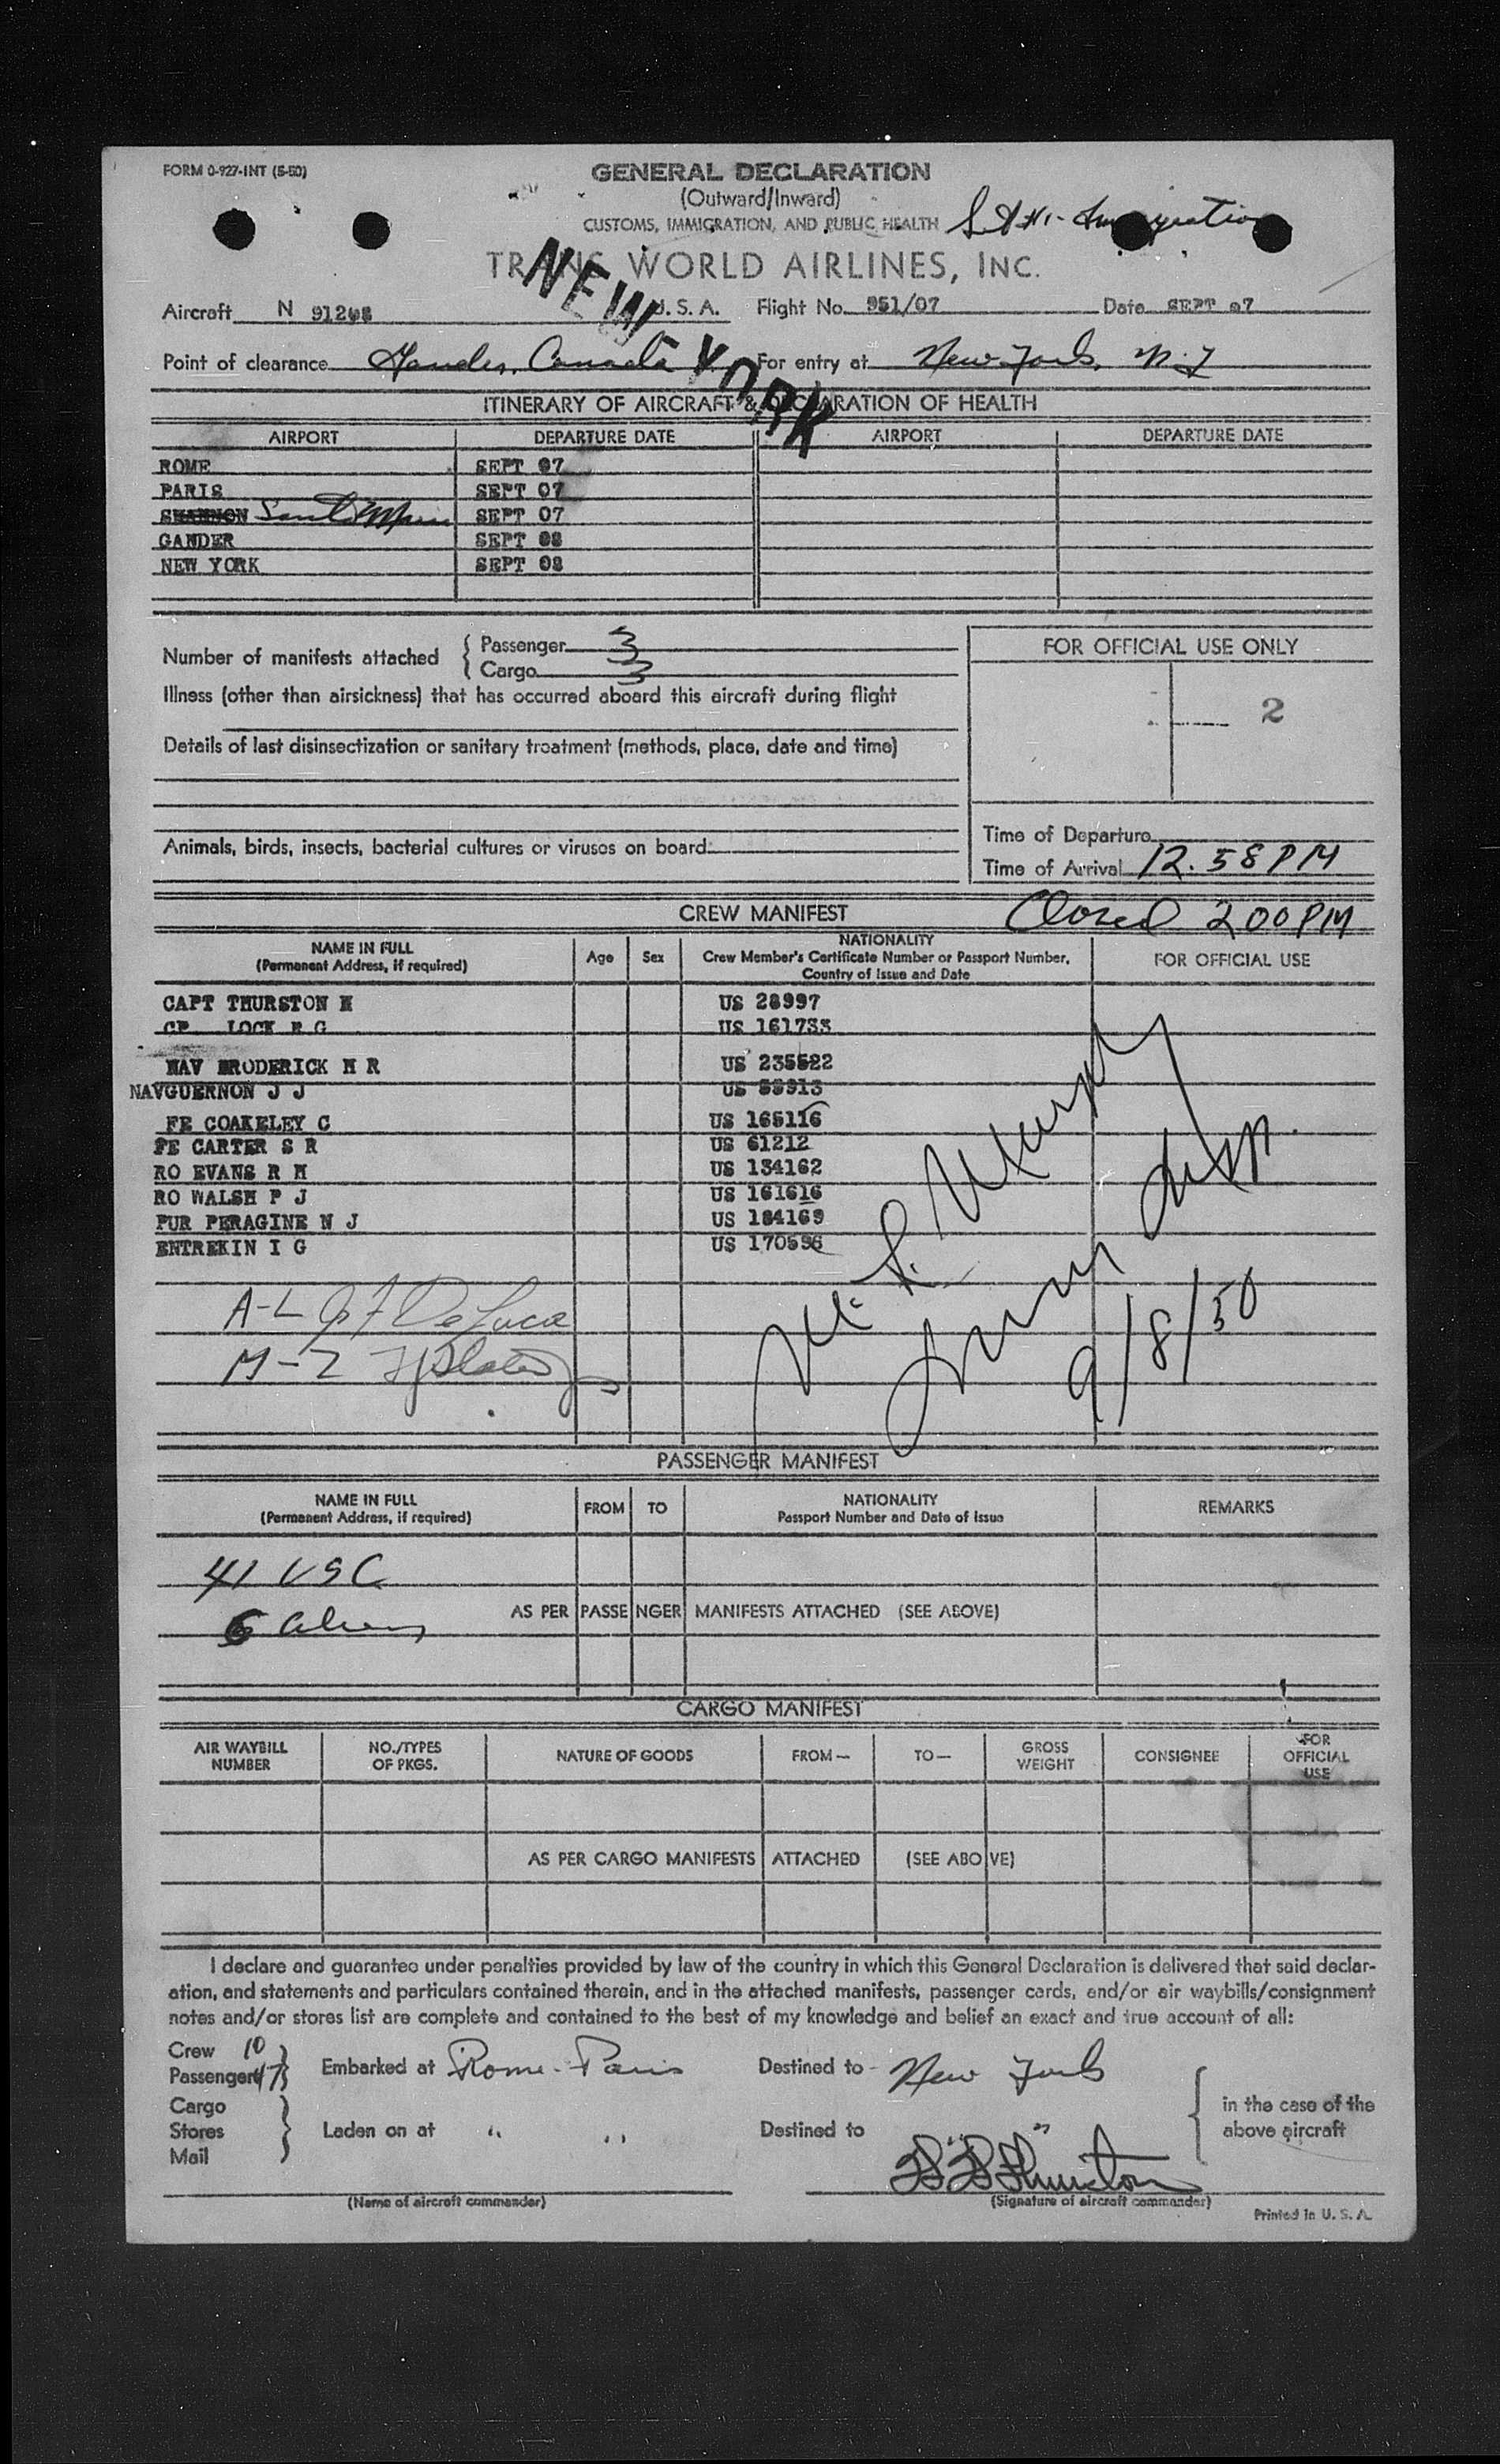 FORM 0-927-INT (5-50)
GENERAL DECLARATION
(Outward/Inward)
CUSTOMS, IMMIGRATION, AND PUBLIC HEALTH
Immigration
TRANS WORLD AIRLINES, INC.
NEW YORK
Aircraft N U.S.A. Flight No. 951/07 Date SEPT 07
Point of clearance Gander, Canada For entry at New York, N.Y
ITINERARY OF AIRCRAFT & DECLARATION OF HEALTH
AIRPORT DEPARTURE DATE AIRPORT DEPARTURE DATE
ROME SEPT 07
PARIS SEPT 07
SHANNON Santa Maria SEPT 07
GANDER SEPT 08
NEW YORK SEPT 08
Number of manifests attached { Passenger 3
{ Cargo 3
FOR OFFICIAL USE ONLY
Illness (other than airsickness) that has occurred aboard this aircraft during flight
2
Details of last disinsectization or sanitary treatment (methods, place, date and time)
Animals, birds, insects, bacterial cultures or viruses on board:
Time of Departure
Time of Arrival 12.58 PM
CREW MANIFEST
Closed 2 00 PM
NAME IN FULL
(Permanent Address, if required)
Age Sex
NATIONALITY
Crew Member's Certificate Number or Passport Number,
Country of Issue and Date
FOR OFFICIAL USE
CAPT THURSTON H US 28997
CP LOCK E G US 161733
NAV BRODERICK M R US 235522
NAVGUERNON J J US 58913
FE COAKELEY C US 165116
FE CARTER S R US 61212
RO EVANS R H US 134162
RO WALSH P J US 161616
PUR PERAGINE N J US 184169
ENTREKIN I G US 170596
A-L J F DeLuca
M-Z
Murphy
Imm Insp.
9/8/50
PASSENGER MANIFEST
NAME IN FULL
(Permanent Address, if required)
FROM TO
NATIONALITY
Passport Number and Date of Issue
REMARKS
41 USC
6 Aliens
AS PER PASSENGER MANIFESTS ATTACHED (SEE ABOVE)
CARGO MANIFEST
AIR WAYBILL
NUMBER
NO./TYPES
OF PKGS.
NATURE OF GOODS FROM— TO—
GROSS
WEIGHT
CONSIGNEE
FOR
OFFICIAL
USE
AS PER CARGO MANIFESTS ATTACHED (SEE ABOVE)
I declare and guarantee under penalties provided by law of the country in which this General Declaration is delivered that said declar-
ation, and statements and particulars contained therein, and in the attached manifests, passenger cards, and/or air waybills/consignment
notes and/or stores list are complete and contained to the best of my knowledge and belief an exact and true account of all:
Crew 10
Passengers 47 } Embarked at Rome - Paris Destined to New York
Cargo
Stores } Laden on at " " Destined to " "
Mail
in the case of the
above aircraft
Thurston
(Name of aircraft commander) (Signature of aircraft commander)
Printed in U. S. A.